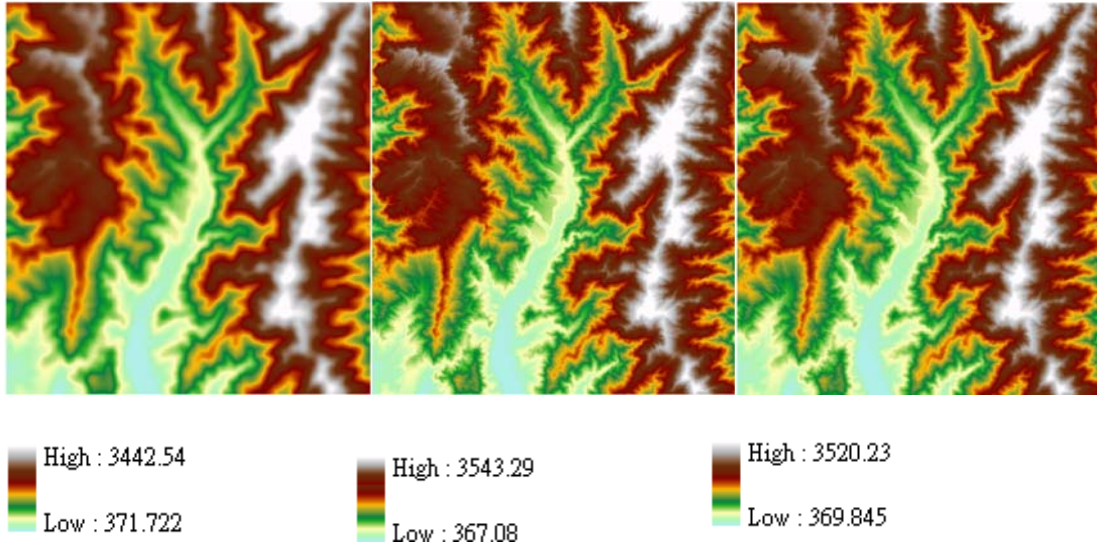 High : 3442.54
Low : 371.722
High : 3543.29
Low : 367.08
High : 3520.23
Low : 369.845